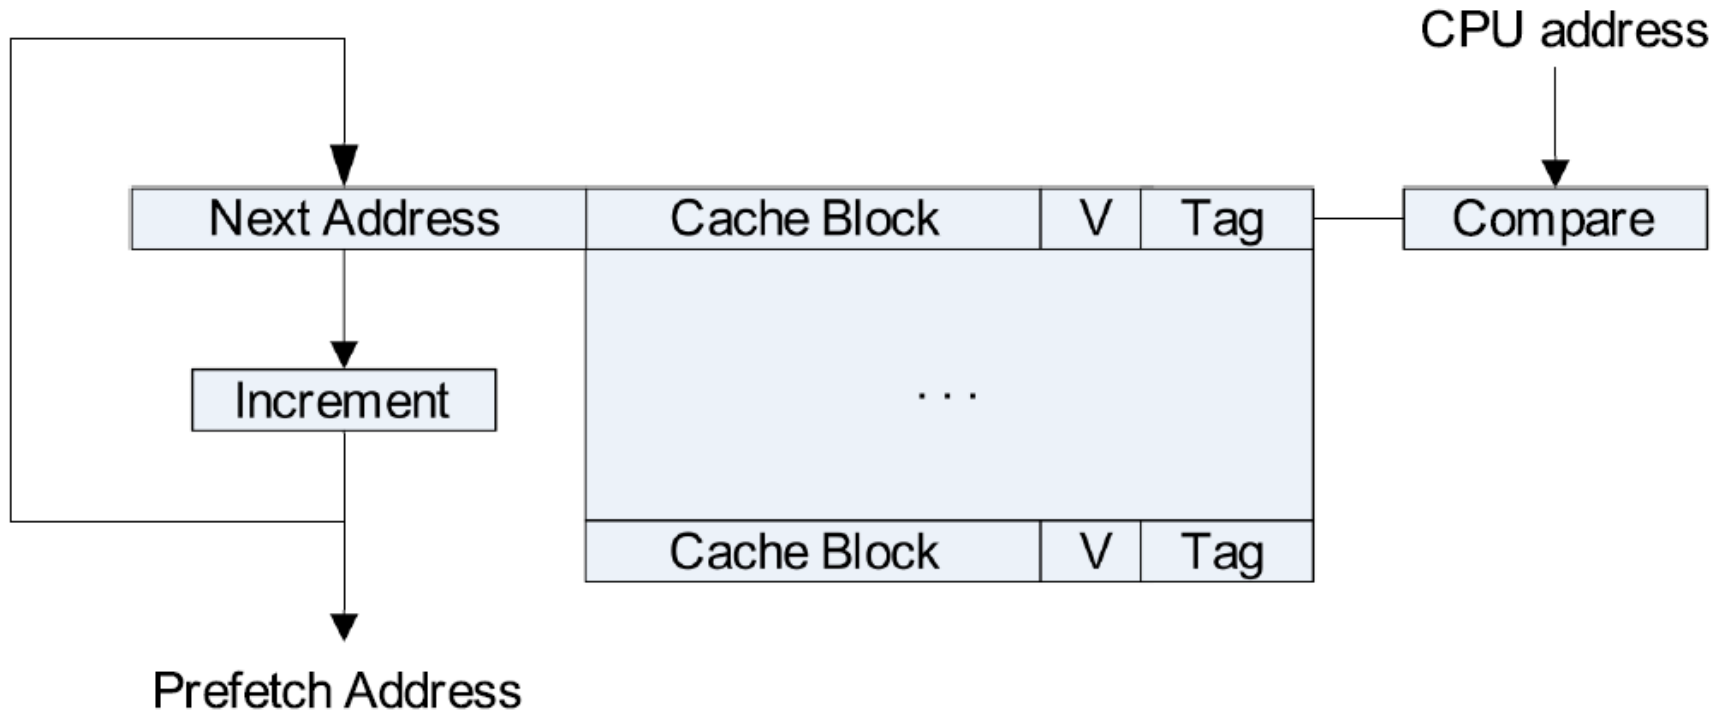 CPU address
Next Address Cache Block V Tag Compare
Increment
. . .
Cache Block V Tag
Prefetch Address